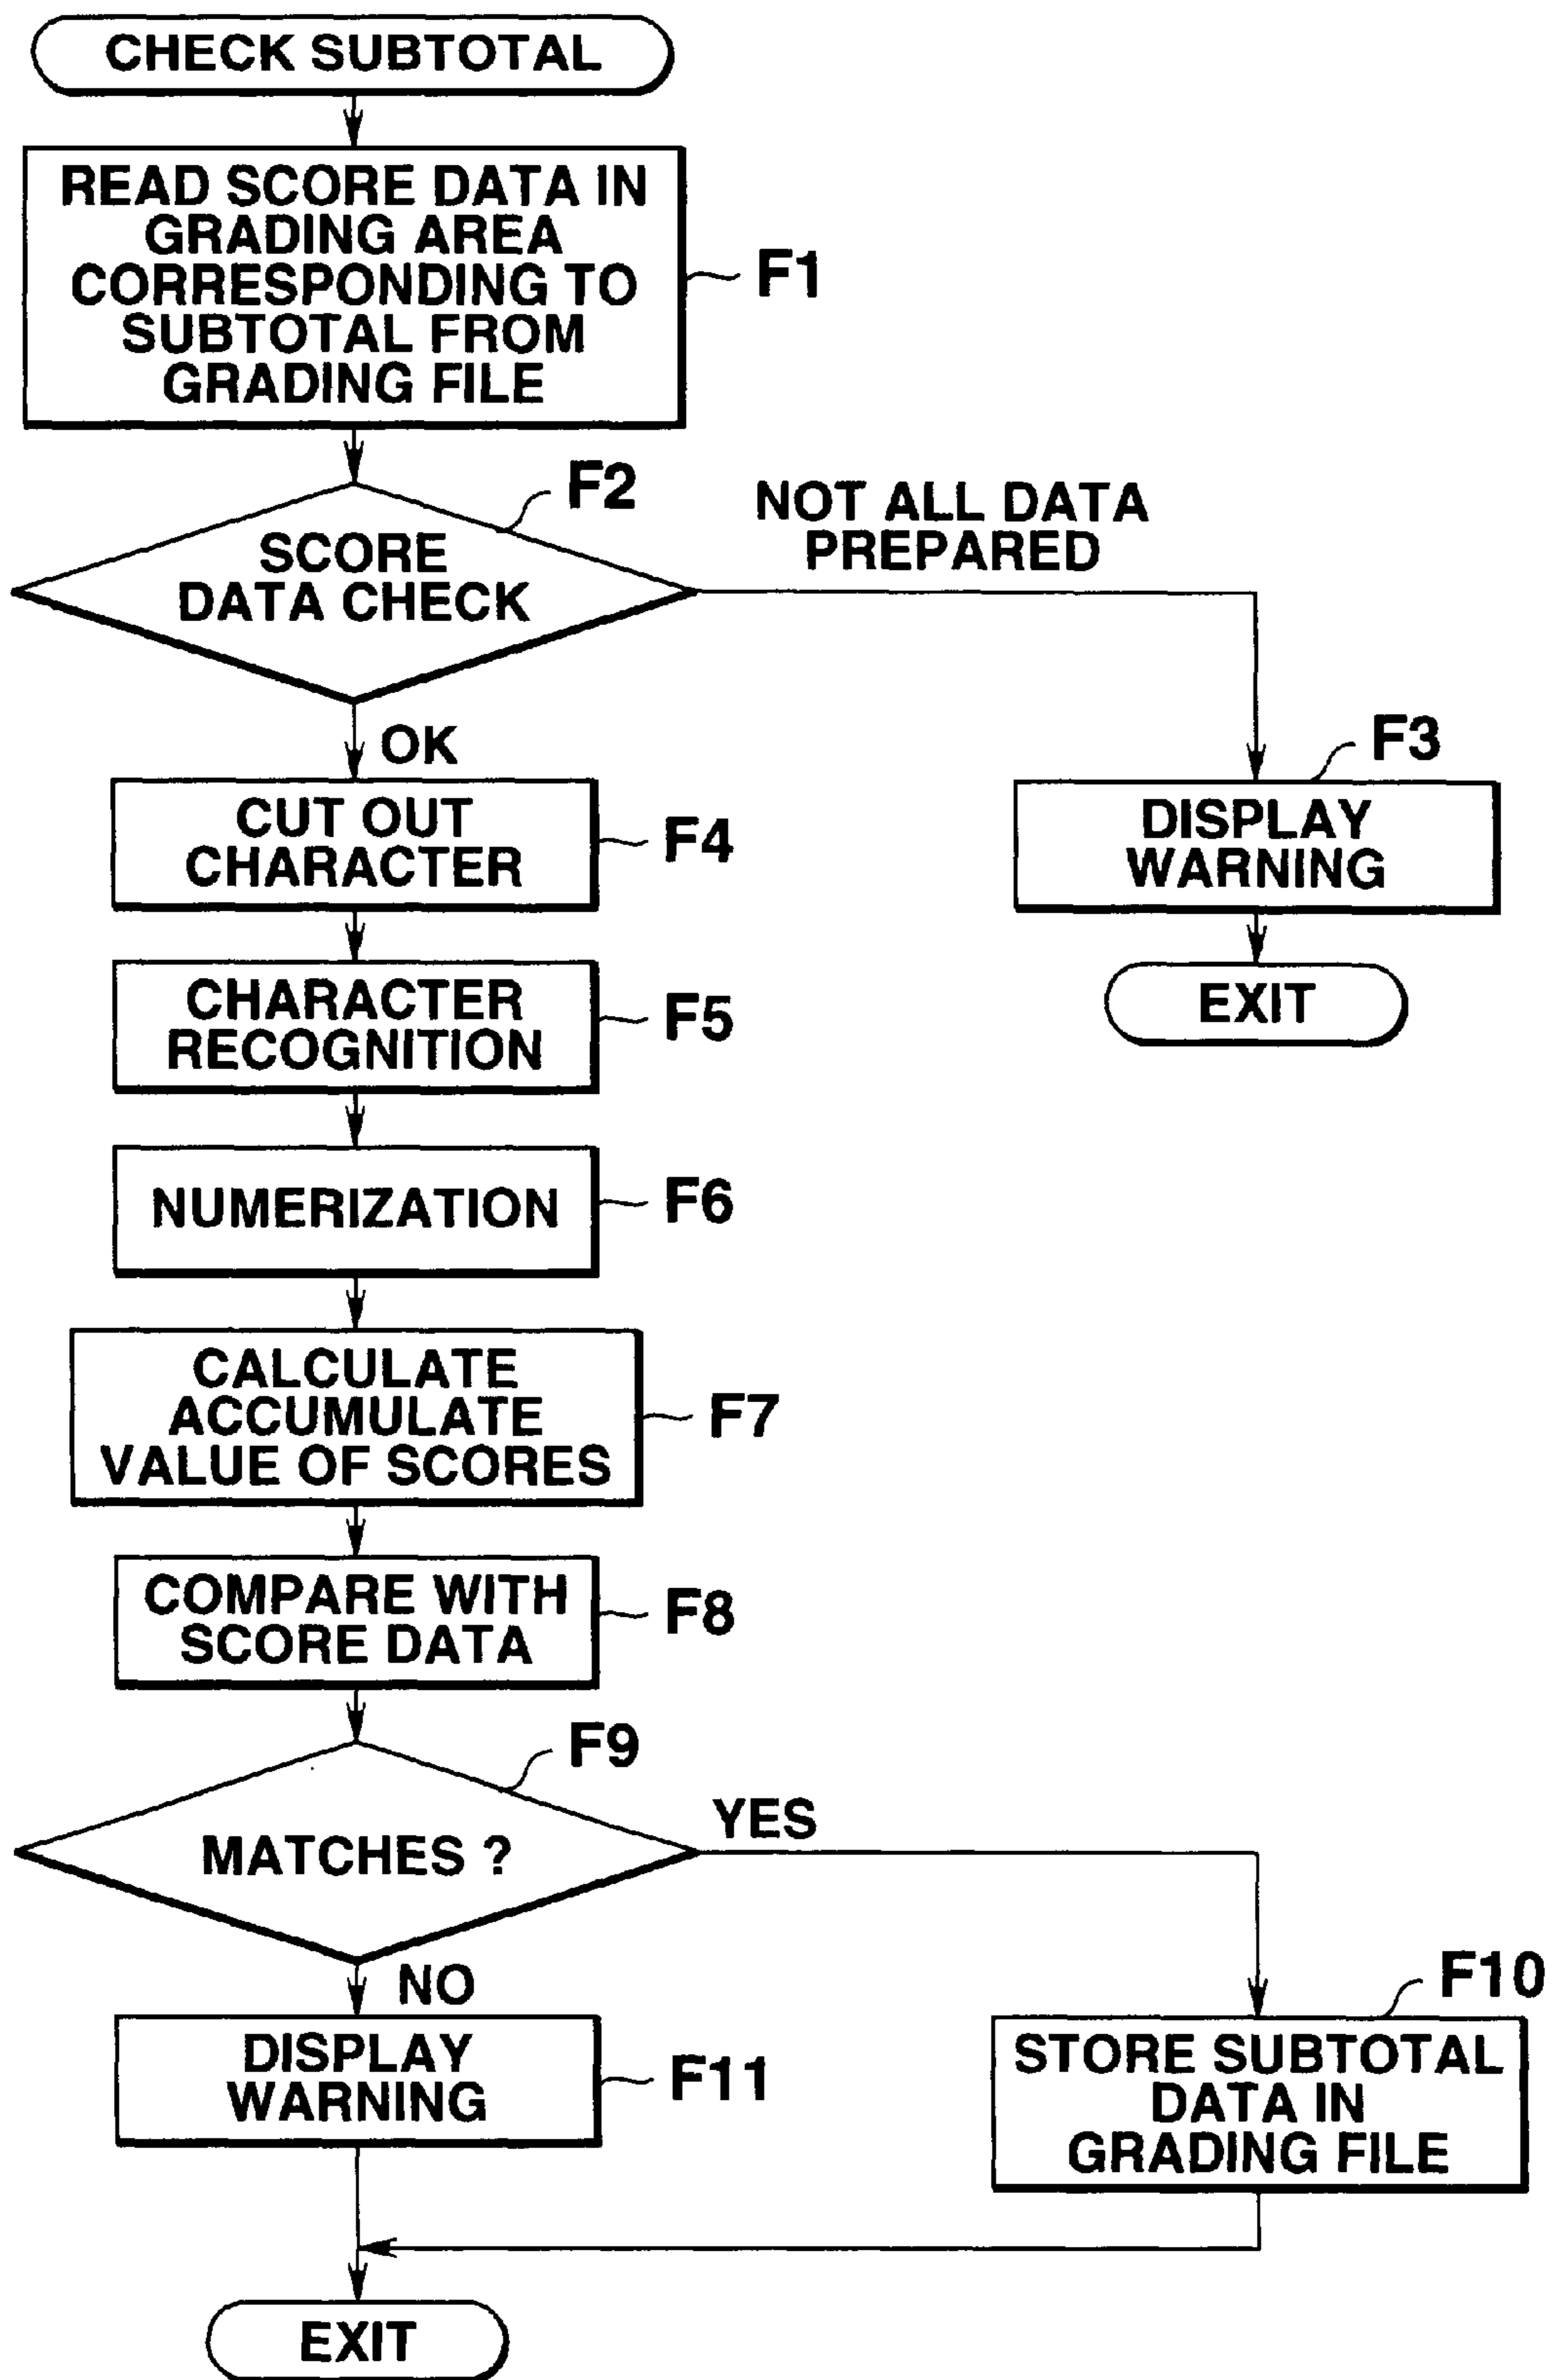 CHECK SUBTOTAL
READ SCORE DATA IN
GRADING AREA
CORRESPONDING TO
SUBTOTAL FROM
GRADING FILE
F1
F2
SCORE
DATA CHECK
NOT ALL DATA
PREPARED
OK
F3
DISPLAY
WARNING
EXIT
CUT OUT
CHARACTER
F4
CHARACTER
RECOGNITION
F5
NUMERIZATION
F6
CALCULATE
ACCUMULATE
VALUE OF SCORES
F7
COMPARE WITH
SCORE DATA
F8
F9
MATCHES ?
YES
NO
F10
STORE SUBTOTAL
DATA IN
GRADING FILE
DISPLAY
WARNING
F11
EXIT